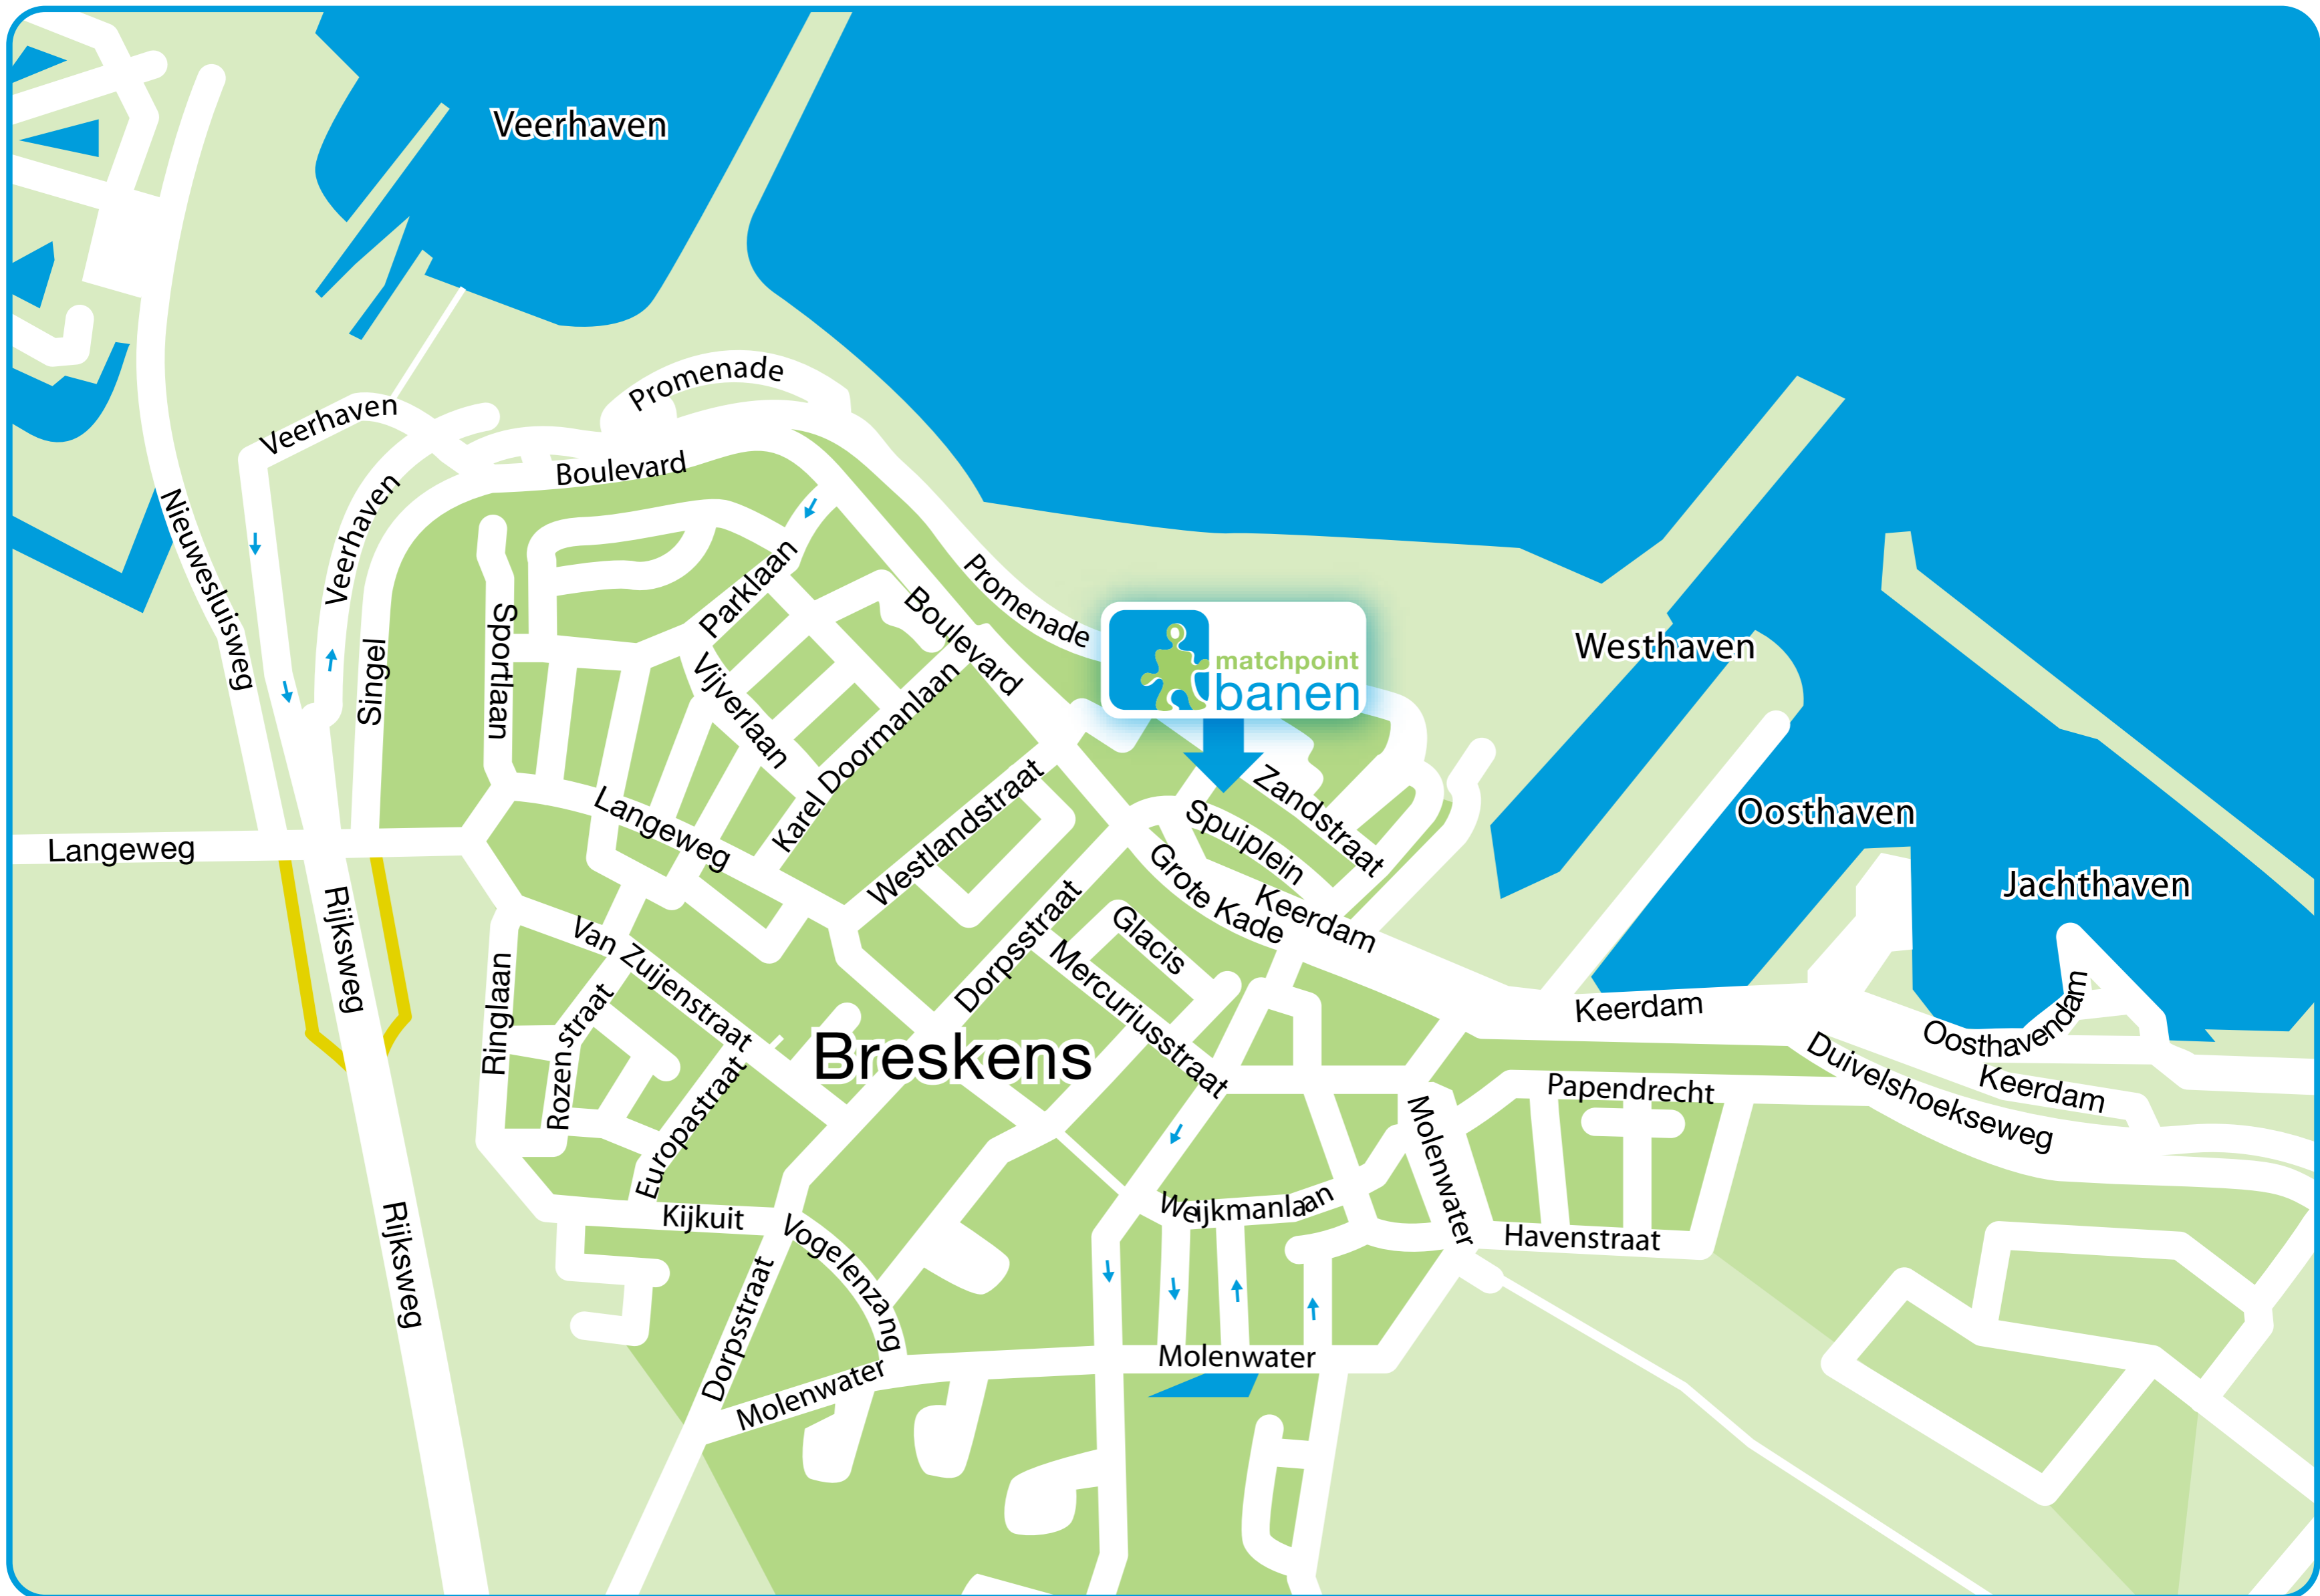 Veerhaven
Promenade
Veerhaven
Boulevard
Veerhaven
Nieuwesluisweg
Singel
Sportlaan
Parklaan
Promenade
Boulevard
Vijverlaan
matchpoint
banen
Westhaven
Karel Doormanlaan
Langeweg
Langeweg
Westlandstraat
Zandstraat
Spuiplein
Oosthaven
Grote Kade
Keerdam
Jachthaven
Rijksweg
Ringlaan
Van Zuijenstraat
Rozenstraat
Dorpsstraat
Glacis
Mercuriusstraat
Breskens
Keerdam
Oosthavendam
Keerdam
Duivelshoekseweg
Papendrecht
Europastraat
Molenwater
Kijkuit
Weijkmanlaan
Havenstraat
Vogelenzang
Rijksweg
Dorpsstraat
Molenwater
Molenwater